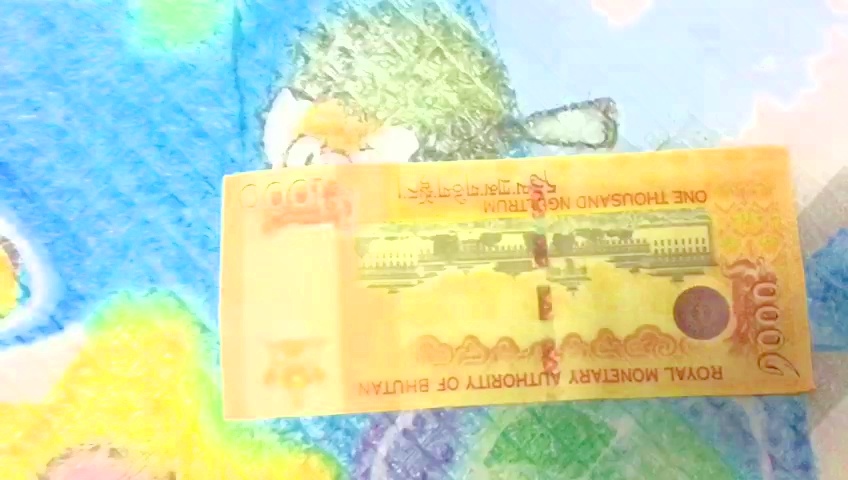 ROYAL MONETARY AUTHORITY OF BHUTAN
1000
ONE THOUSAND NGULTRUM
1000